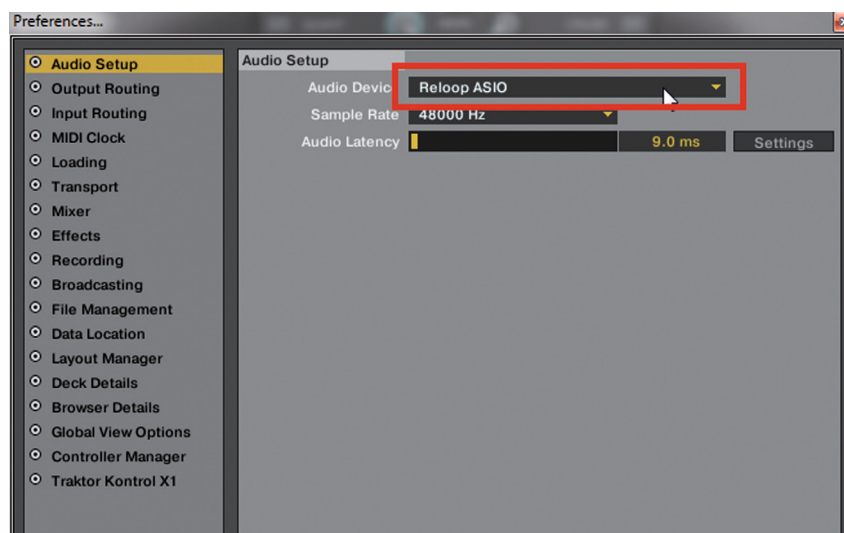 Preferences...
Audio Setup
Output Routing
Input Routing
MIDI Clock
Loading
Transport
Mixer
Effects
Recording
Broadcasting
File Management
Data Location
Layout Manager
Deck Details
Browser Details
Global View Options
Controller Manager
Traktor Kontrol X1
Audio Setup
Audio Device Reloop ASIO
Sample Rate 48000 Hz
Audio Latency 9.0 ms Settings